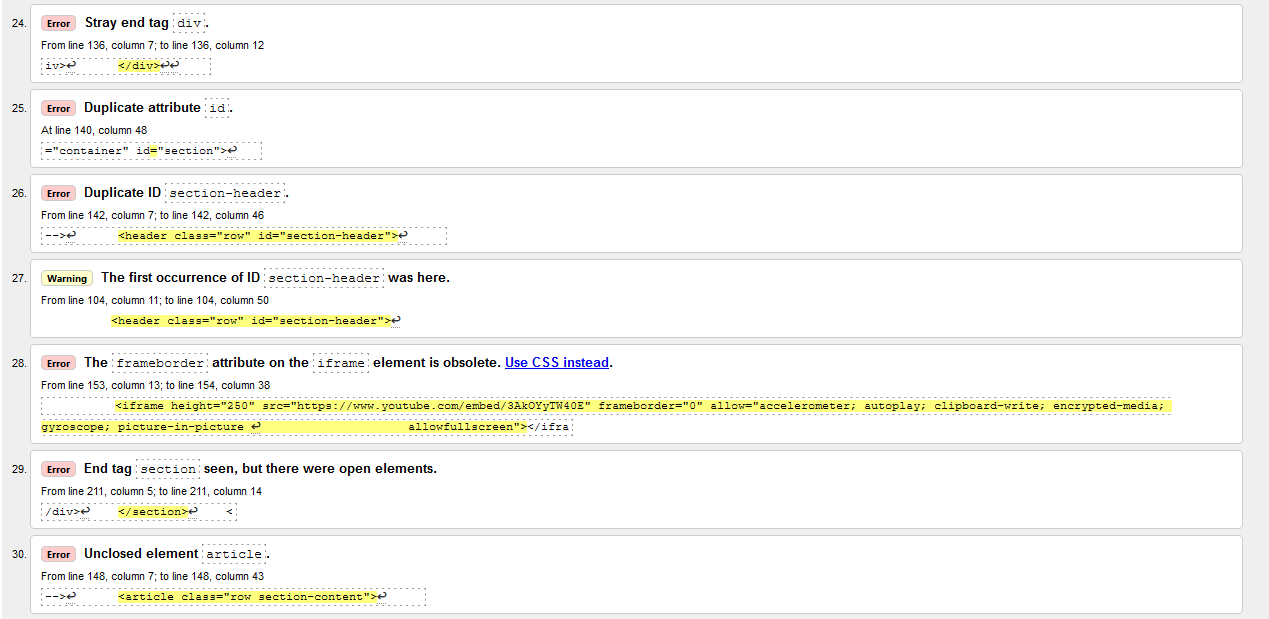 24. Error Stray end tag div.
From line 136, column 7; to line 136, column 12
iv>↩ </div>↩↩
25. Error Duplicate attribute id.
At line 140, column 48
="container" id="section">↩
26. Error Duplicate ID section-header.
From line 142, column 7; to line 142, column 46
-->↩ <header class="row" id="section-header">↩
27. Warning The first occurrence of ID section-header was here.
From line 104, column 11; to line 104, column 50
<header class="row" id="section-header">↩
28. Error The frameborder attribute on the iframe element is obsolete. Use CSS instead.
From line 153, column 13; to line 154, column 38
<iframe height="250" src="https://www.youtube.com/embed/3AkOYyTW40E" frameborder="0" allow="accelerometer; autoplay; clipboard-write; encrypted-media;
gyroscope; picture-in-picture ↩ allowfullscreen"></ifra
29. Error End tag section seen, but there were open elements.
From line 211, column 5; to line 211, column 14
/div>↩ </section>↩ <
30. Error Unclosed element article.
From line 148, column 7; to line 148, column 43
-->↩ <article class="row section-content">↩